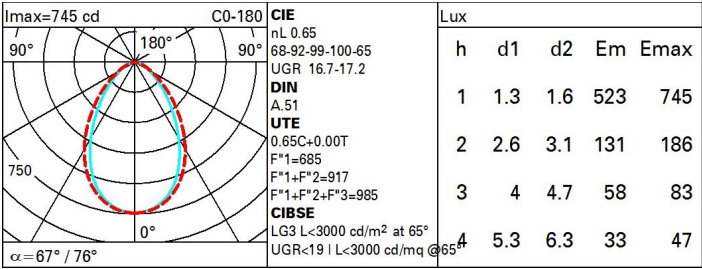 Imax=745 cd C0-180
90° 180° 90°
750
0°
α=67° / 76°
CIE
nL 0.65
68-92-99-100-65
UGR 16.7-17.2
DIN
A.51
UTE
0.65C+0.00T
F"1=685
F"1+F"2=917
F"1+F"2+F"3=985
CIBSE
LG3 L<3000 cd/m² at 65°
UGR<19 | L<3000 cd/mq @65°
Lux
h d1 d2 Em Emax
1 1.3 1.6 523 745
2 2.6 3.1 131 186
3 4 4.7 58 83
4 5.3 6.3 33 47